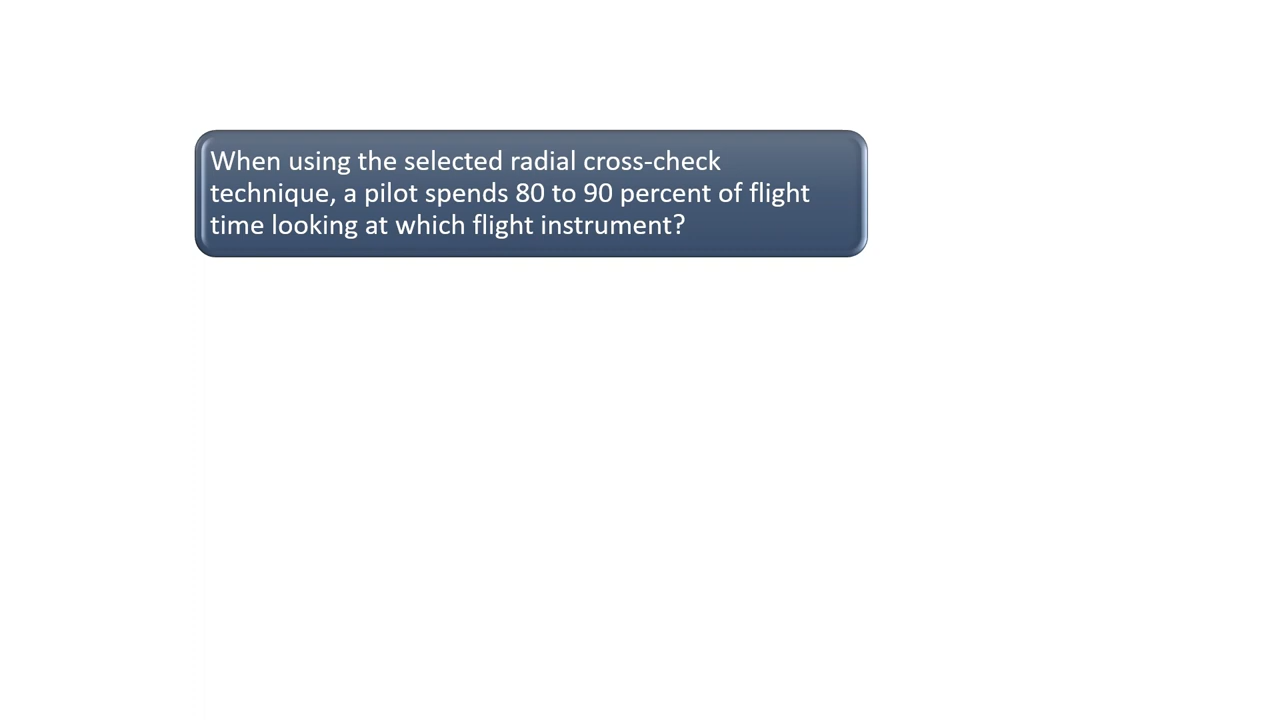 When using the selected radial cross-check
technique, a pilot spends 80 to 90 percent of flight
time looking at which flight instrument?